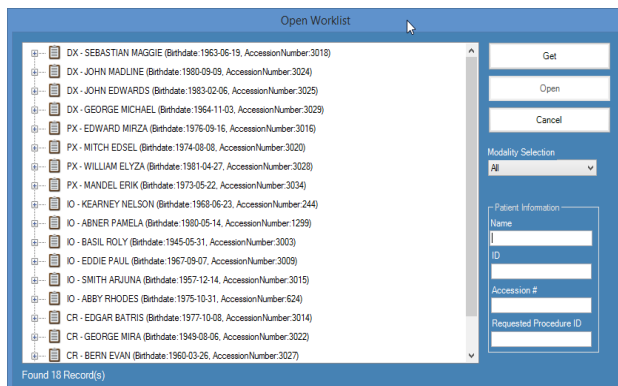 Open Worklist
DX - SEBASTIAN MAGGIE (Birthdate:1963-06-19, AccessionNumber:3018)
DX - JOHN MADLINE (Birthdate:1980-09-09, AccessionNumber:3024)
DX - JOHN EDWARDS (Birthdate:1983-02-06, AccessionNumber:3025)
DX - GEORGE MICHAEL (Birthdate:1964-11-03, AccessionNumber:3029)
PX - EDWARD MIRZA (Birthdate:1976-09-16, AccessionNumber:3016)
PX - MITCH EDSEL (Birthdate:1974-08-08, AccessionNumber:3020)
PX - WILLIAM ELYZA (Birthdate:1981-04-27, AccessionNumber:3028)
PX - MANDEL ERIK (Birthdate:1973-05-22, AccessionNumber:3034)
IO - KEARNEY NELSON (Birthdate:1968-06-23, AccessionNumber:244)
IO - ABNER PAMELA (Birthdate:1980-05-14, AccessionNumber:1299)
IO - BASIL ROLY (Birthdate:1945-05-31, AccessionNumber:3003)
IO - EDDIE PAUL (Birthdate:1967-09-07, AccessionNumber:3009)
IO - SMITH ARJUNA (Birthdate:1957-12-14, AccessionNumber:3015)
IO - ABBY RHODES (Birthdate:1975-10-31, AccessionNumber:624)
CR - EDGAR BATRIS (Birthdate:1977-10-08, AccessionNumber:3014)
CR - GEORGE MIRA (Birthdate:1949-08-06, AccessionNumber:3022)
CR - BERN EVAN (Birthdate:1960-03-26, AccessionNumber:3027)
Found 18 Record(s)
Get
Open
Cancel
Modality Selection
All
Patient Information
Name
ID
Accession #
Requested Procedure ID